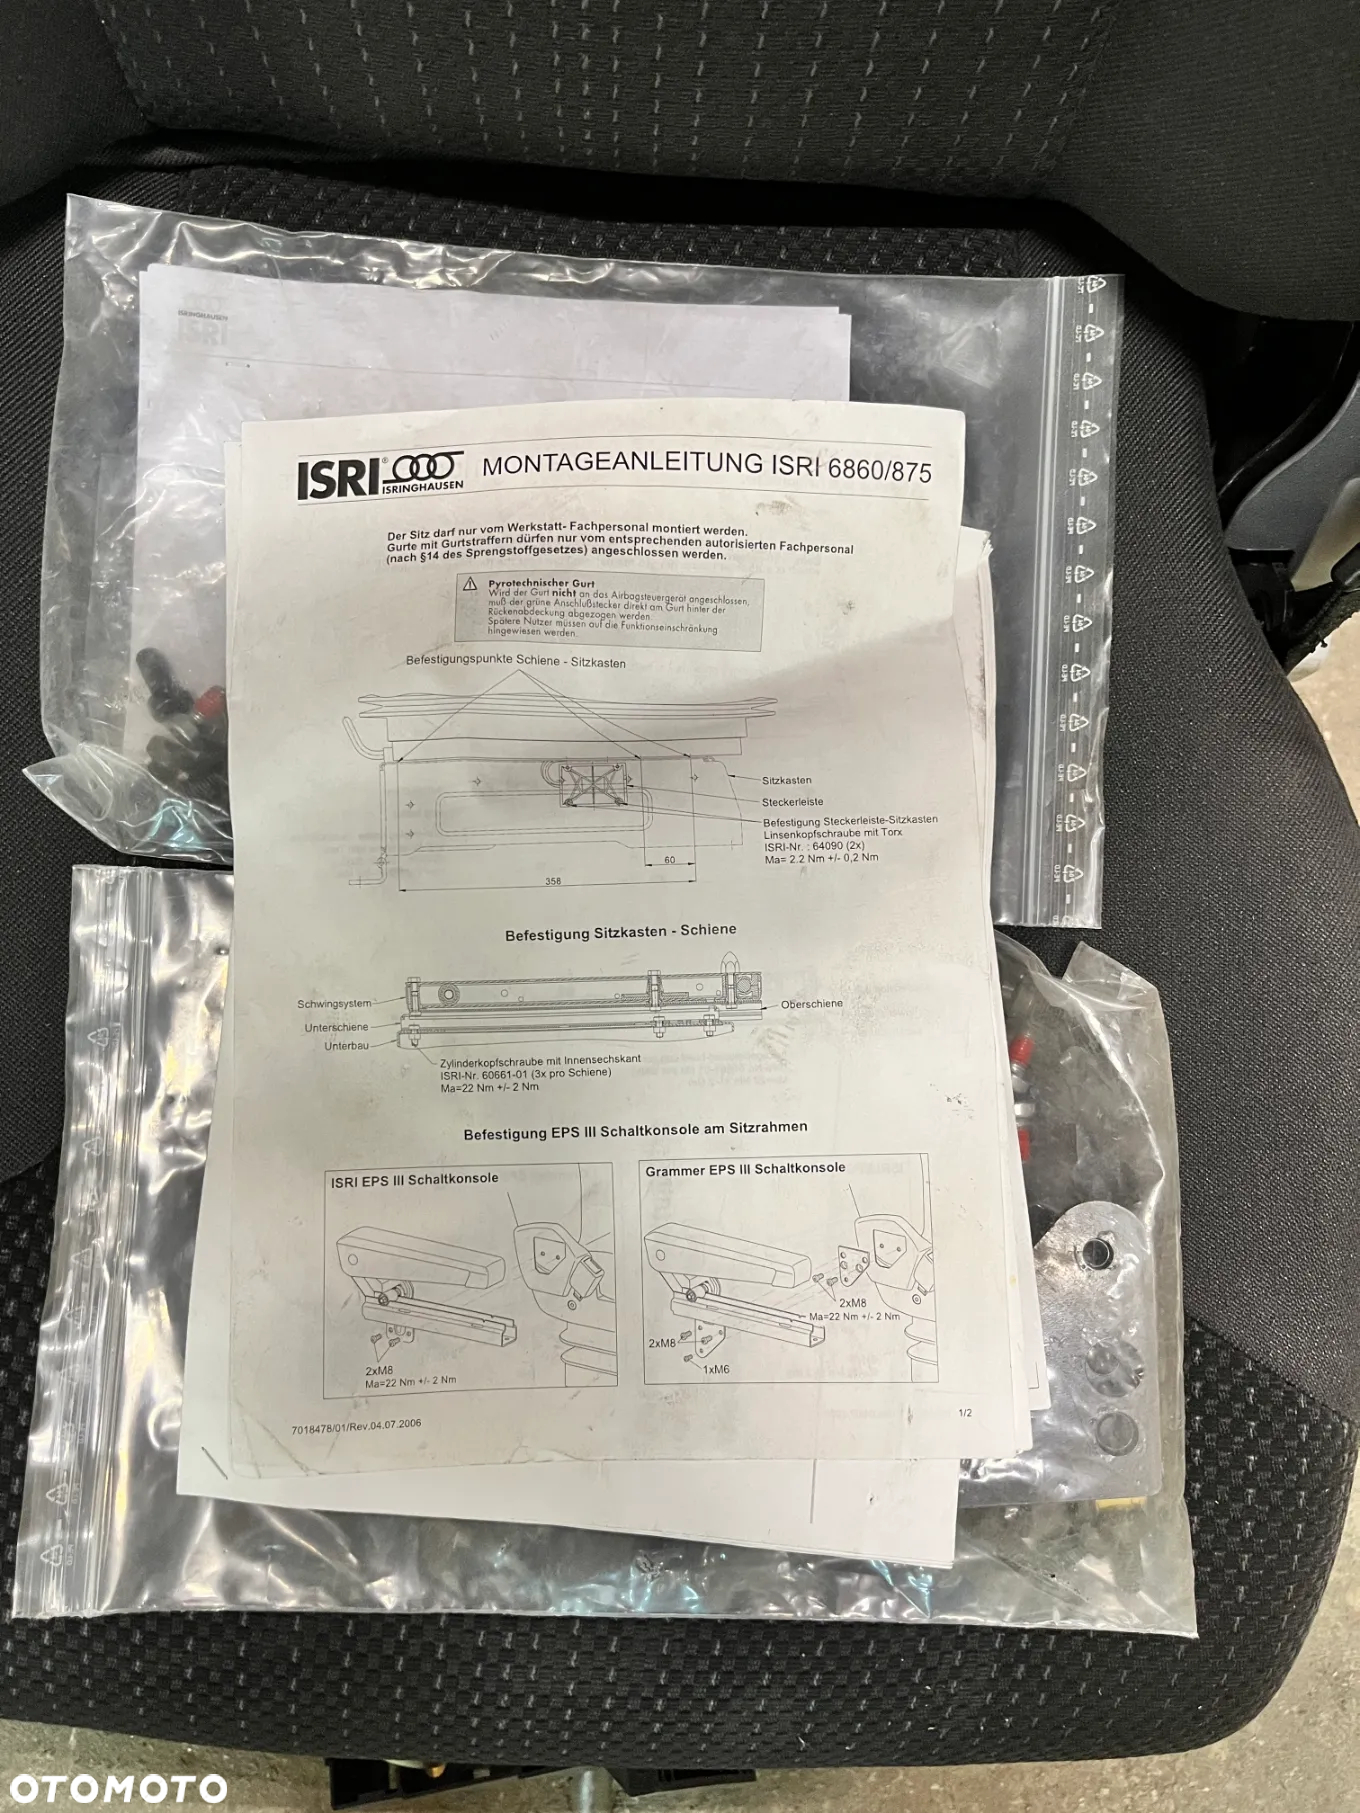 ISRINGHAUSEN
ISRI® ISRINGHAUSEN MONTAGEANLEITUNG ISRI 6860/875
Der Sitz darf nur vom Werkstatt- Fachpersonal montiert werden.
Gurte mit Gurtstraffern dürfen nur vom entsprechenden autorisierten Fachpersonal
(nach §14 des Sprengstoffgesetzes) angeschlossen werden.
Pyrotechnischer Gurt
Wird der Gurt nicht an das Airbagsteuergerät angeschlossen,
muß der grüne Anschlußstecker direkt am Gurt hinter der
Rückenabdeckung abgezogen werden.
Spätere Nutzer müssen auf die Funktionseinschränkung
hingewiesen werden.
Befestigungspunkte Schiene - Sitzkasten
Sitzkasten
Steckerleiste
Befestigung Steckerleiste-Sitzkasten
Linsenkopfschraube mit Torx
ISRI-Nr. : 64090 (2x)
Ma= 2.2 Nm +/- 0,2 Nm
60
358
Befestigung Sitzkasten - Schiene
Schwingsystem
Oberschiene
Unterschiene
Unterbau
Zylinderkopfschraube mit Innensechskant
ISRI-Nr. 60661-01 (3x pro Schiene)
Ma=22 Nm +/- 2 Nm
Befestigung EPS III Schaltkonsole am Sitzrahmen
ISRI EPS III Schaltkonsole
2xM8
Ma=22 Nm +/- 2 Nm
Grammer EPS III Schaltkonsole
2xM8
Ma=22 Nm +/- 2 Nm
2xM8
1xM6
7018478/01/Rev.04.07.2006
1/2
OTOMOTO